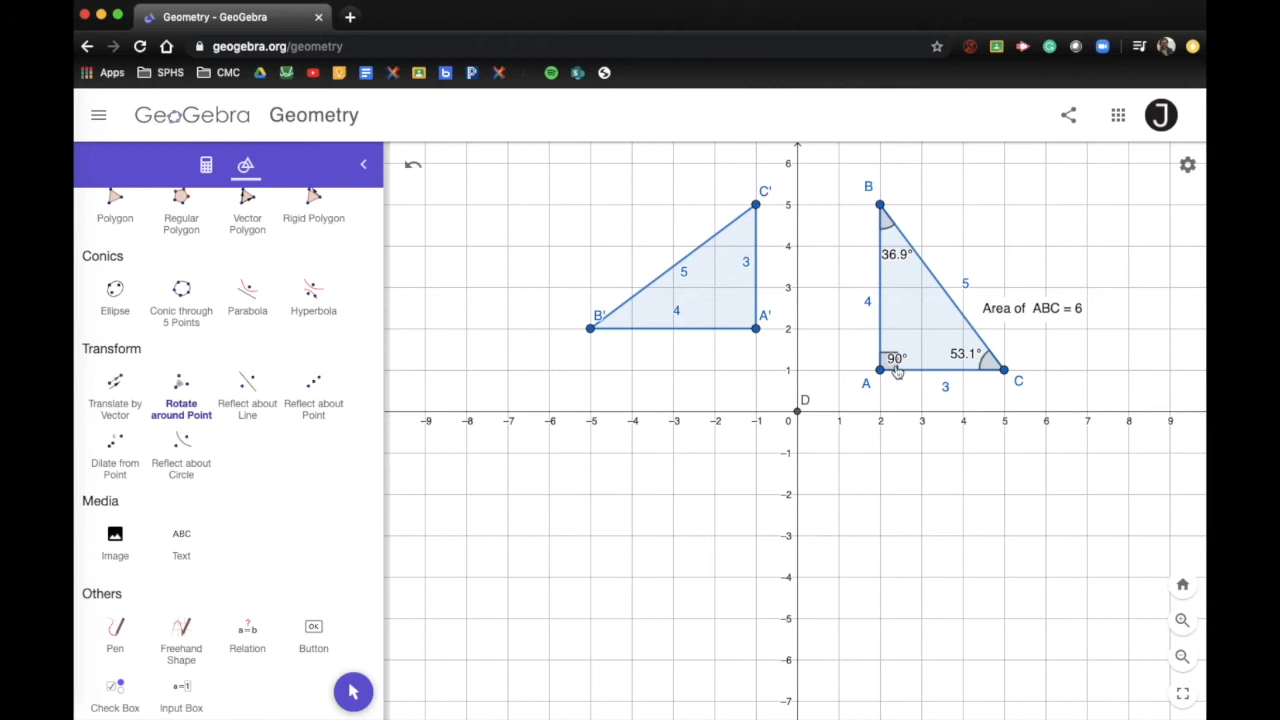 Geometry - GeoGebra
geogebra.org/geometry
Apps SPHS CMC
GeoGebra Geometry
J
Polygon Regular Polygon Vector Polygon Rigid Polygon
Conics
Ellipse Conic through 5 Points Parabola Hyperbola
Transform
Translate by Vector Rotate around Point Reflect about Line Reflect about Point
Dilate from Point Reflect about Circle
Media
Image ABC Text
Others
Pen Freehand Shape a=b ? Relation OK Button
Check Box a=1 Input Box
6
C' B
5
4
3
36.9°
5 5
3
4 4 Area of ABC = 6
B' 2 A'
90° 53.1°
1
A 3 C
D
-9 -8 -7 -6 -5 -4 -3 -2 -1 0 1 2 3 4 5 6 7 8 9
-1
-2
-3
-4
-5
-6
-7